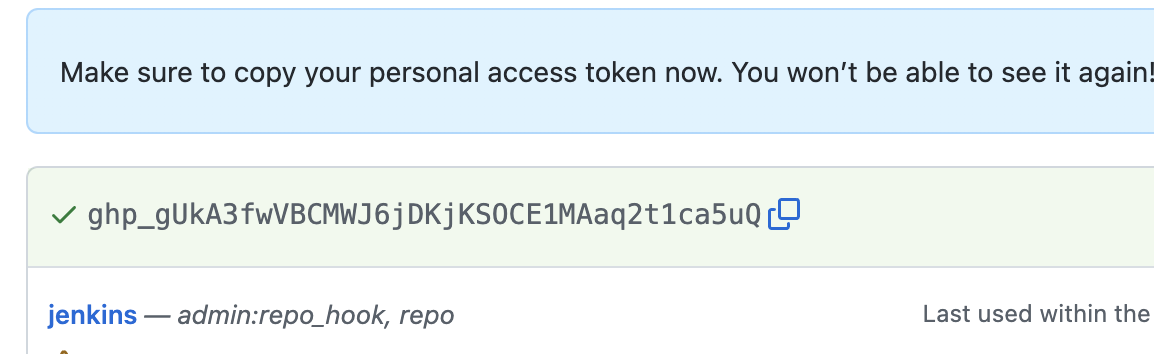 Make sure to copy your personal access token now. You won’t be able to see it again!
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
jenkins — admin:repo_hook, repo
Last used within the